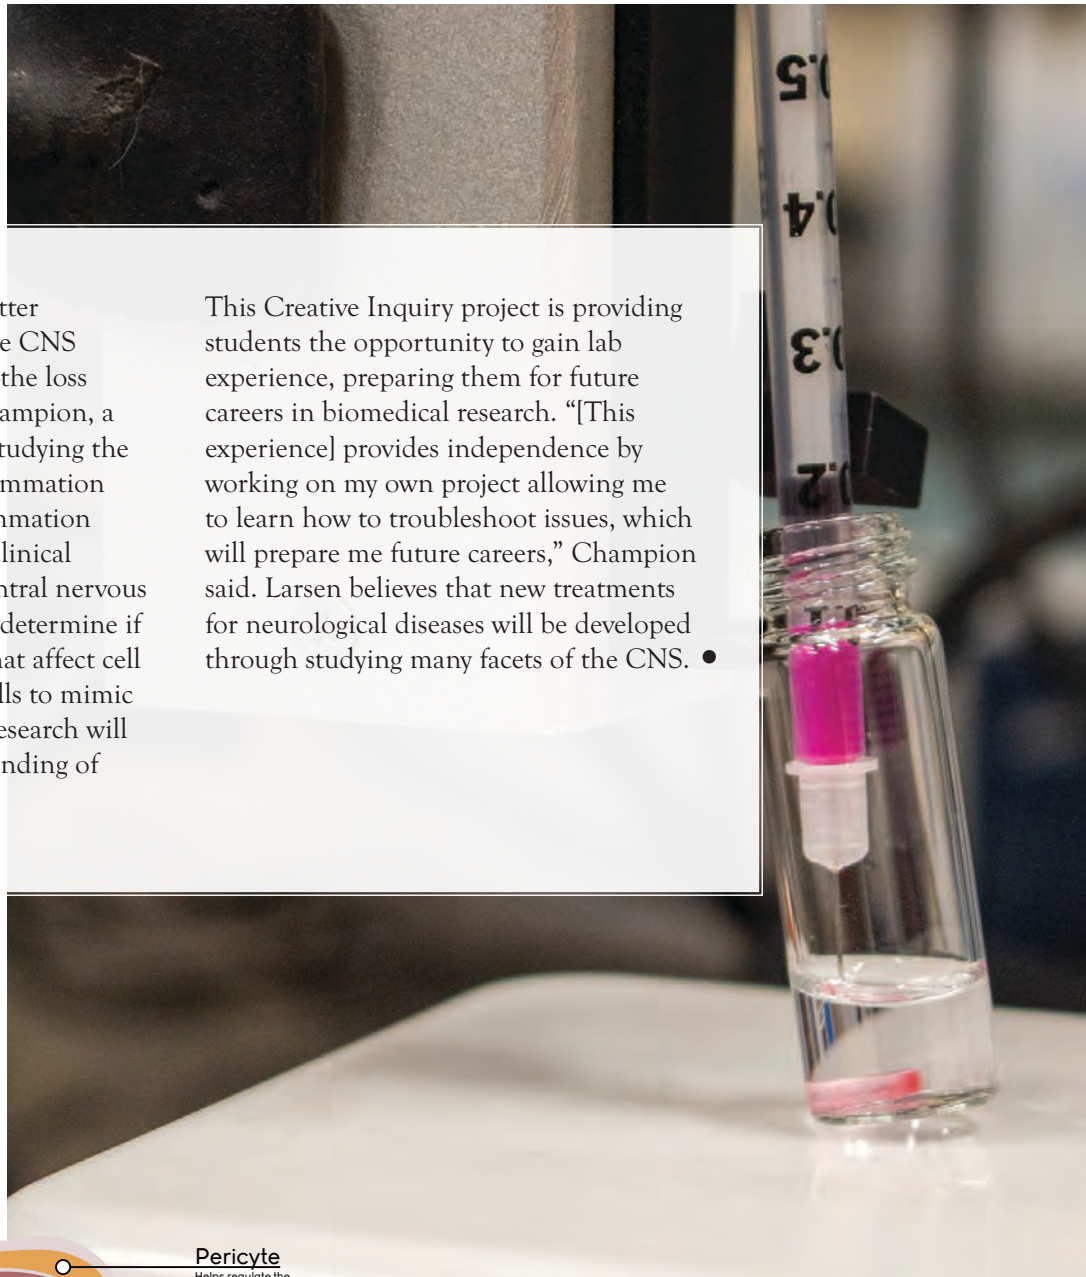 tter
e CNS
the loss
ampion, a
tudying the
mmation
mation
linical
ntral nervous
determine if
at affect cell
lls to mimic
esearch will
nding of
This Creative Inquiry project is providing
students the opportunity to gain lab
experience, preparing them for future
careers in biomedical research. “[This
experience] provides independence by
working on my own project allowing me
to learn how to troubleshoot issues, which
will prepare me future careers,” Champion
said. Larsen believes that new treatments
for neurological diseases will be developed
through studying many facets of the CNS. ●
0.5
0.4
0.3
0.2
Pericyte
Helps regulate the